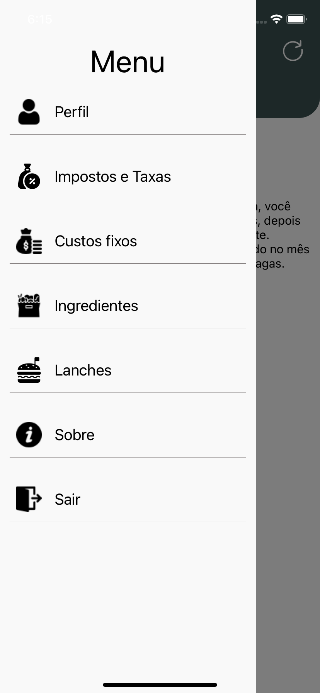 Menu
Perfil
Impostos e Taxas
Custos fixos
Ingredientes
Lanches
Sobre
Sair
, você
, depois
te.
do no mês
agas.